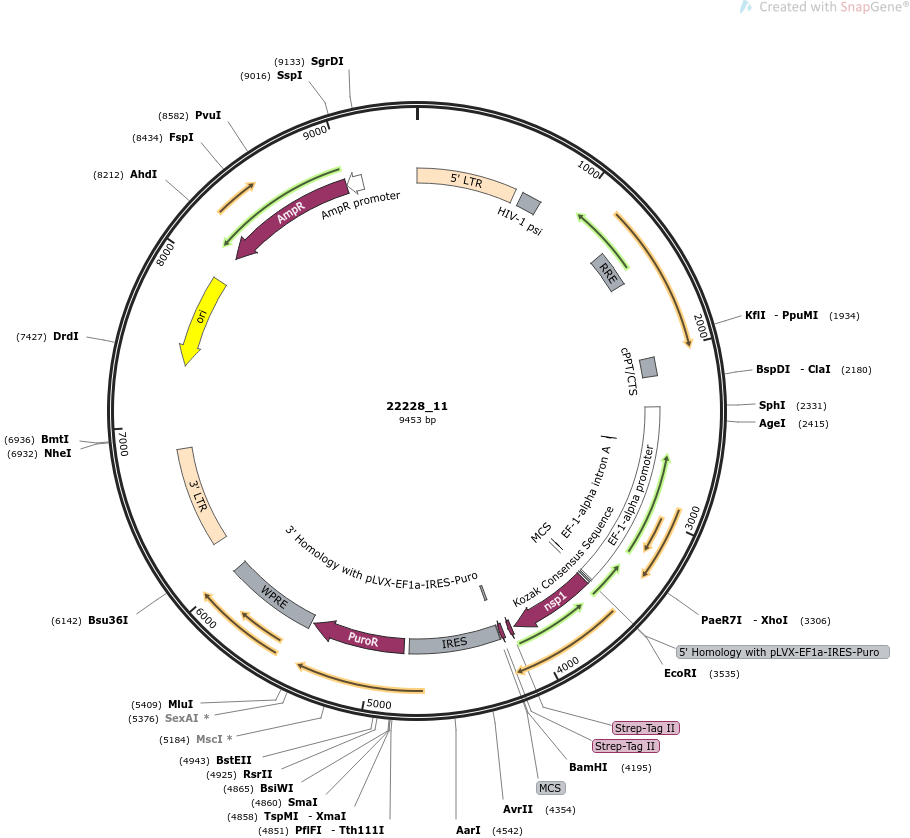 Created with SnapGene®
(9133) SgrDI
(9016) SspI
(8582) PvuI
(8434) FspI
(8212) AhdI
9000
1000
5' LTR
HIV-1 psi
AmpR promoter
AmpR
8000
RRE
ori
KflI - PpuMI (1934)
2000
(7427) DrdI
cPPT/CTS
BspDI - ClaI (2180)
22228_11
9453 bp
SphI (2331)
AgeI (2415)
(6936) BmtI
(6932) NheI
7000
EF-1-alpha intron A
EF-1-alpha promoter
3' LTR
3000
MCS
3' Homology with pLVX-EF1a-IRES-Puro
Kozak Consensus Sequence
WPRE
nsp1
6000
(6142) Bsu36I
PaeR7I - XhoI (3306)
PuroR
IRES
5' Homology with pLVX-EF1a-IRES-Puro
4000
EcoRI (3535)
5000
(5409) MluI
(5376) SexAI *
(5184) MscI *
Strep-Tag II
Strep-Tag II
(4943) BstEII
BamHI (4195)
(4925) RsrII
(4865) BsiWI
MCS
(4860) SmaI
AvrII (4354)
(4858) TspMI - XmaI
(4851) PflFI - Tth111I
AarI (4542)